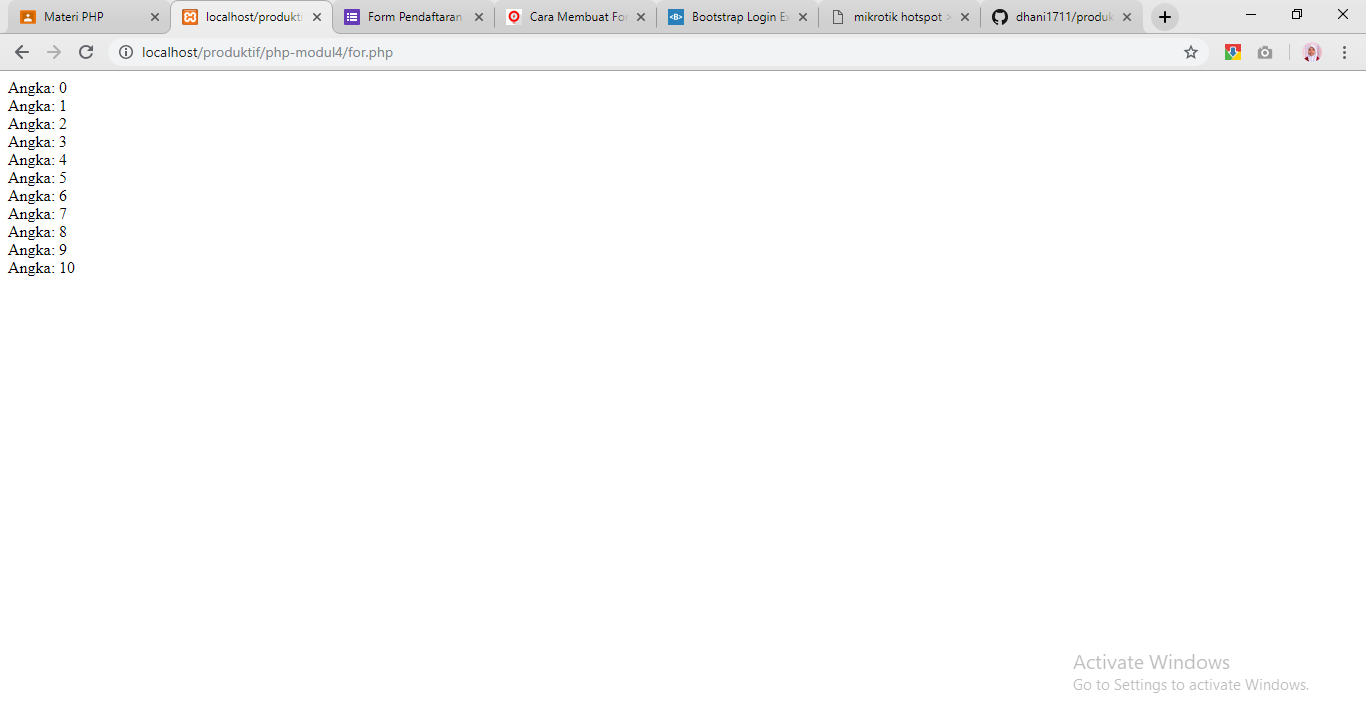 Materi PHP
localhost/produkti
Form Pendaftaran
Cara Membuat For
Bootstrap Login Ex
mikrotik hotspot >
dhani1711/produk
localhost/produktif/php-modul4/for.php
Angka: 0
Angka: 1
Angka: 2
Angka: 3
Angka: 4
Angka: 5
Angka: 6
Angka: 7
Angka: 8
Angka: 9
Angka: 10
Activate Windows
Go to Settings to activate Windows.